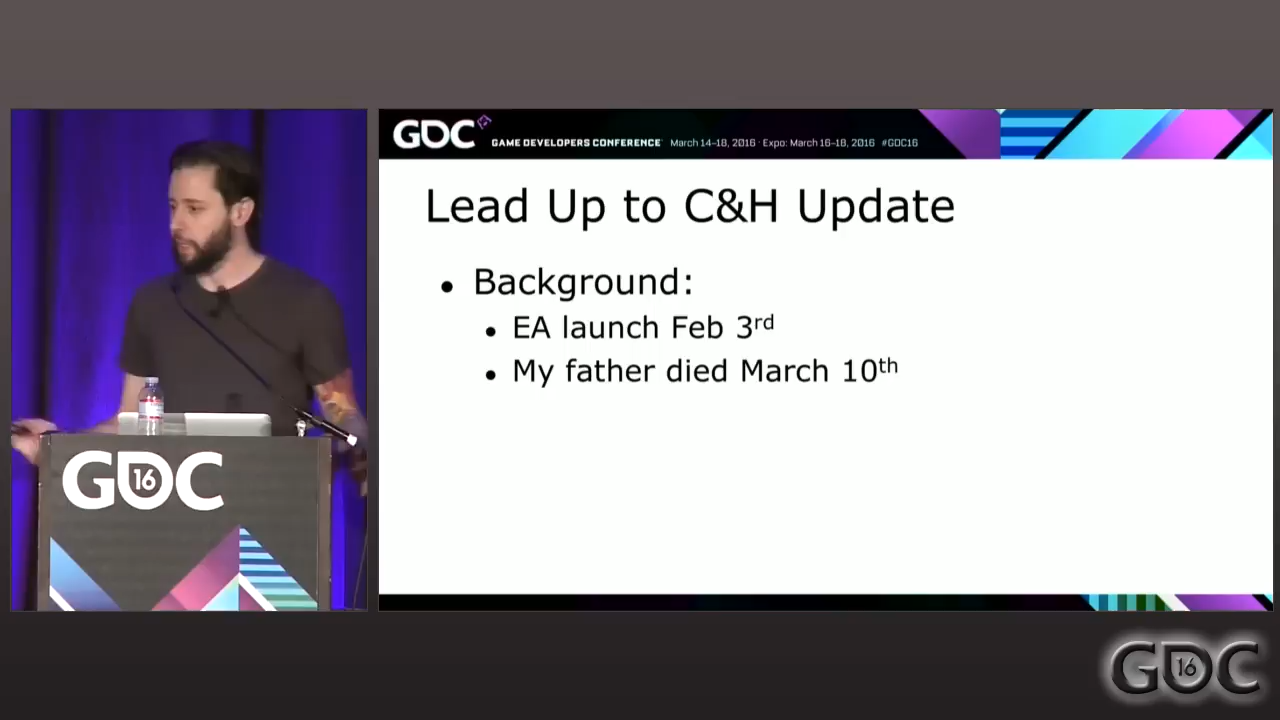 GDC
GAME DEVELOPERS CONFERENCE March 14-18, 2016 · Expo: March 16-18, 2016 #GDC16
Lead Up to C&H Update
• Background:
• EA launch Feb 3rd
• My father died March 10th
GDC
16
GDC
16